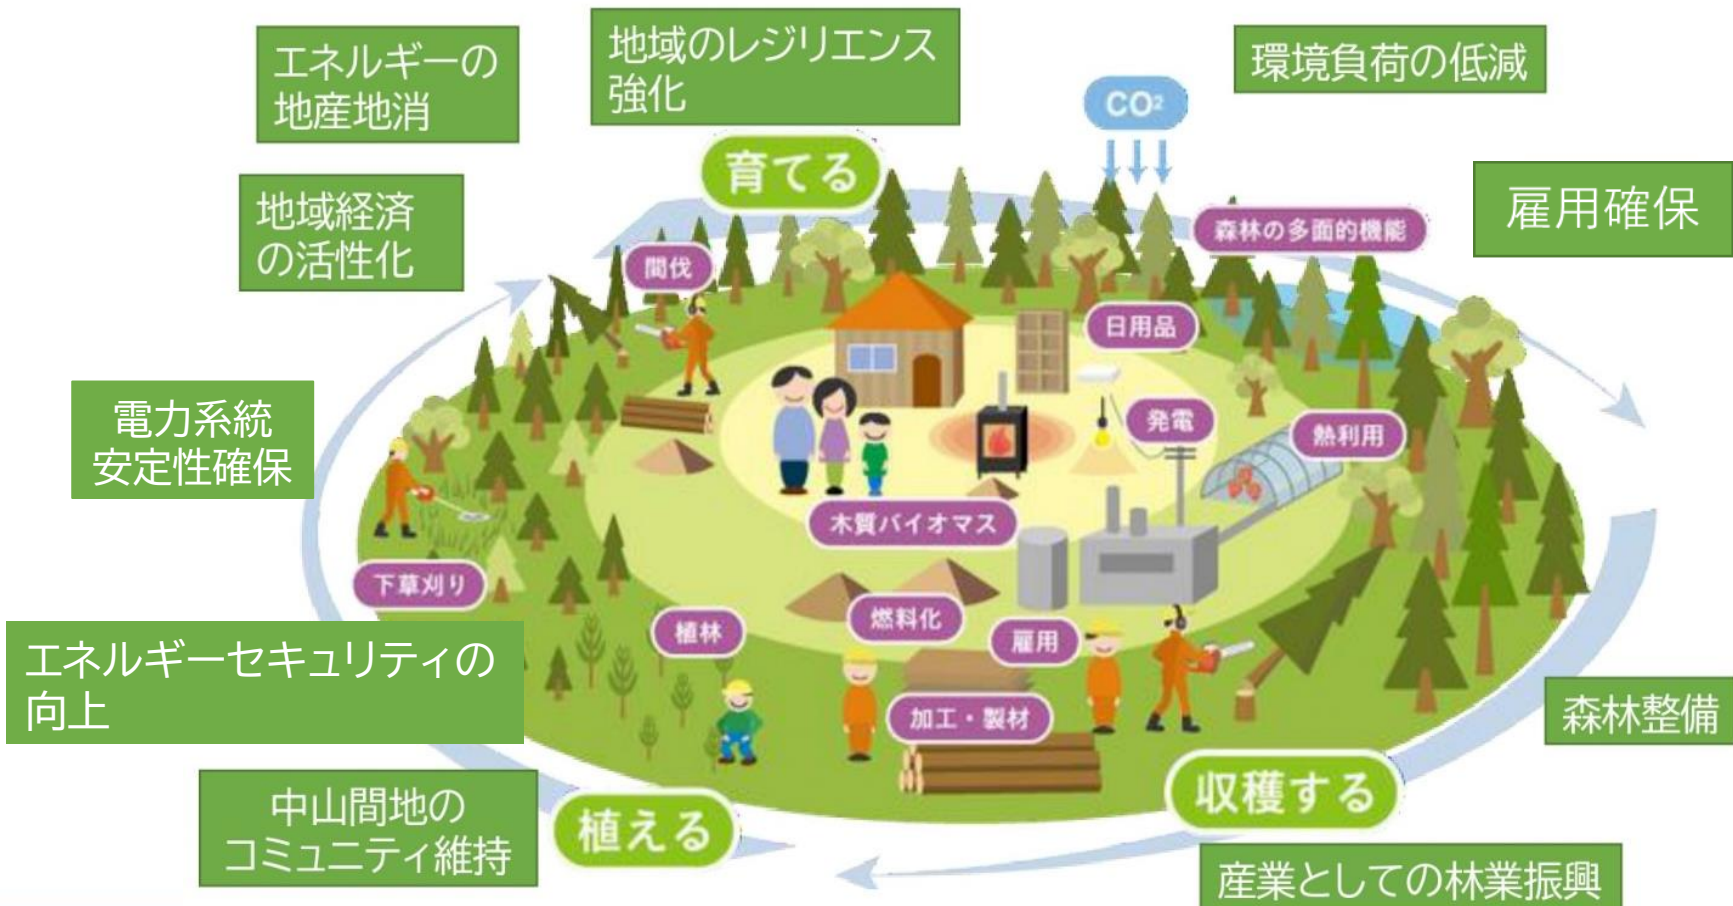 エネルギーの
地産地消
地域のレジリエンス
強化
環境負荷の低減
CO²
育てる
地域経済
の活性化
雇用確保
森林の多面的機能
間伐
日用品
電力系統
安定性確保
発電
熱利用
木質バイオマス
下草刈り
燃料化
植林
雇用
エネルギーセキュリティの
向上
加工・製材
森林整備
中山間地の
コミュニティ維持
植える
収穫する
産業としての林業振興